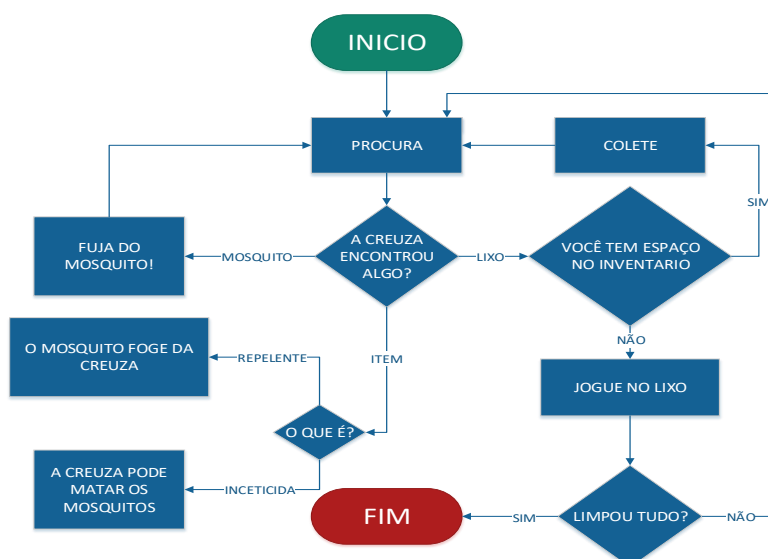 INICIO
PROCURA
COLETE
SIM
FUJA DO
MOSQUITO!
MOSQUITO
A CREUZA
ENCONTROU
ALGO?
LIXO
VOCÊ TEM ESPAÇO
NO INVENTARIO
NÃO
O MOSQUITO FOGE DA
CREUZA
REPELENTE
ITEM
JOGUE NO LIXO
O QUE É?
A CREUZA PODE
MATAR OS
MOSQUITOS
INCETICIDA
FIM
SIM
LIMPOU TUDO?
NÃO